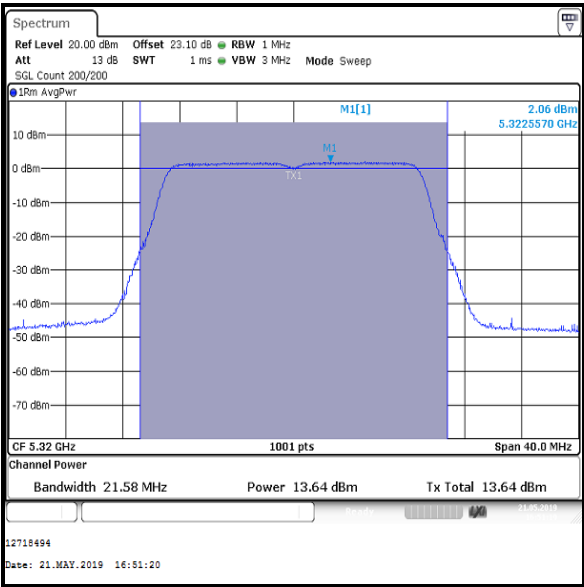 Spectrum
Ref Level 20.00 dBm Offset 23.10 dB RBW 1 MHz
Att 13 dB SWT 1 ms VBW 3 MHz Mode Sweep
SGL Count 200/200
1Rm AvgPwr
M1[1] 2.06 dBm
5.3225570 GHz
10 dBm
M1
0 dBm
TX1
-10 dBm
-20 dBm
-30 dBm
-40 dBm
-50 dBm
-60 dBm
-70 dBm
CF 5.32 GHz 1001 pts Span 40.0 MHz
Channel Power
Bandwidth 21.58 MHz Power 13.64 dBm Tx Total 13.64 dBm
Ready 21.05.2019
12718494
Date: 21.MAY.2019 16:51:20